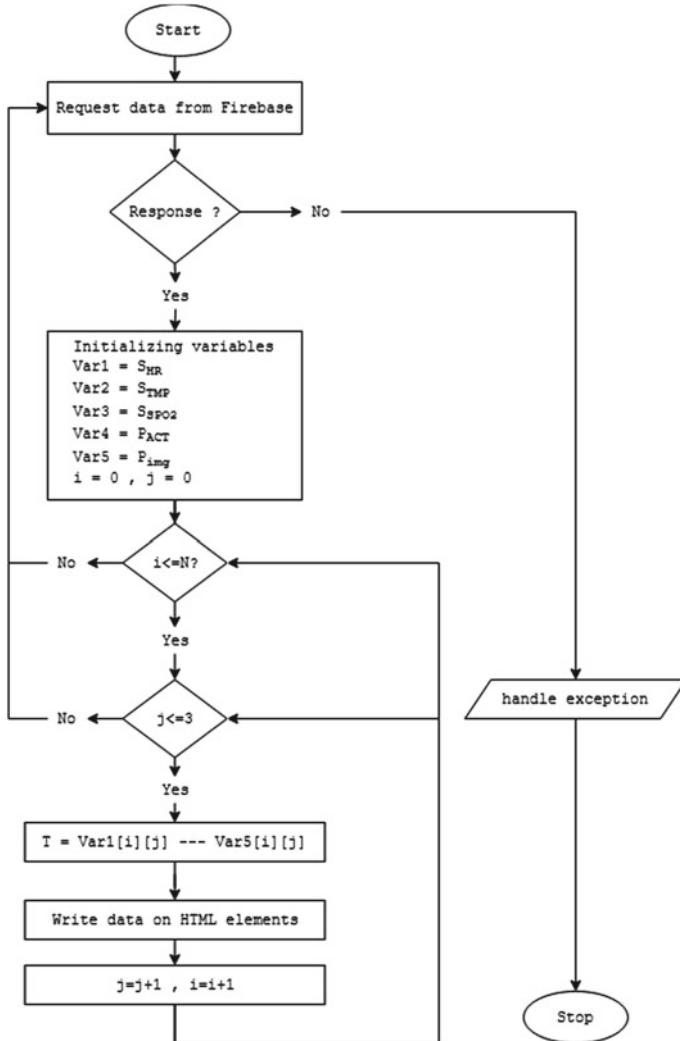 Start
Request data from Firebase
Response ?
No
Yes
Initializing variables
Var1 = S_HR
Var2 = S_TMP
Var3 = S_SPO2
Var4 = P_ACT
Var5 = P_img
i = 0 , j = 0
No
i<=N?
Yes
No
j<=3
handle exception
Yes
T = Var1[i][j] --- Var5[i][j]
Write data on HTML elements
j=j+1 , i=i+1
Stop